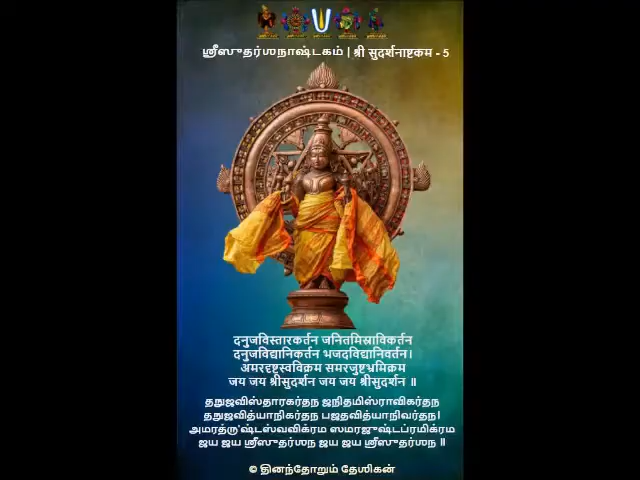 ஸ்ரீஸுதர்ஶநாஷ்டகம் | श्री सुदर्शनाष्टकम - 5
दनुजविस्तारकर्तन जनितमिस्राविकर्तन
दनुजविद्यानिकर्तन भजदविद्यानिवर्तन।
अमरदृष्टस्वविक्रम समरजुष्टभ्रमिक्रम
जय जय श्रीसुदर्शन जय जय श्रीसुदर्शन ॥
தநுஜவிஸ்தாரகர்தந ஜநிதமிஸ்ராவிகர்தந
தநுஜவித்யாநிகர்தந பஜதவித்யாநிவர்தந।
அமரத்ருʼஷ்டஸ்வவிக்ரம ஸமரஜுஷ்டப்ரமிக்ரம
ஜய ஜய ஸ்ரீஸுதர்ஶந ஜய ஜய ஸ்ரீஸுதர்ஶந ॥
© தினந்தோறும் தேஶிகன்